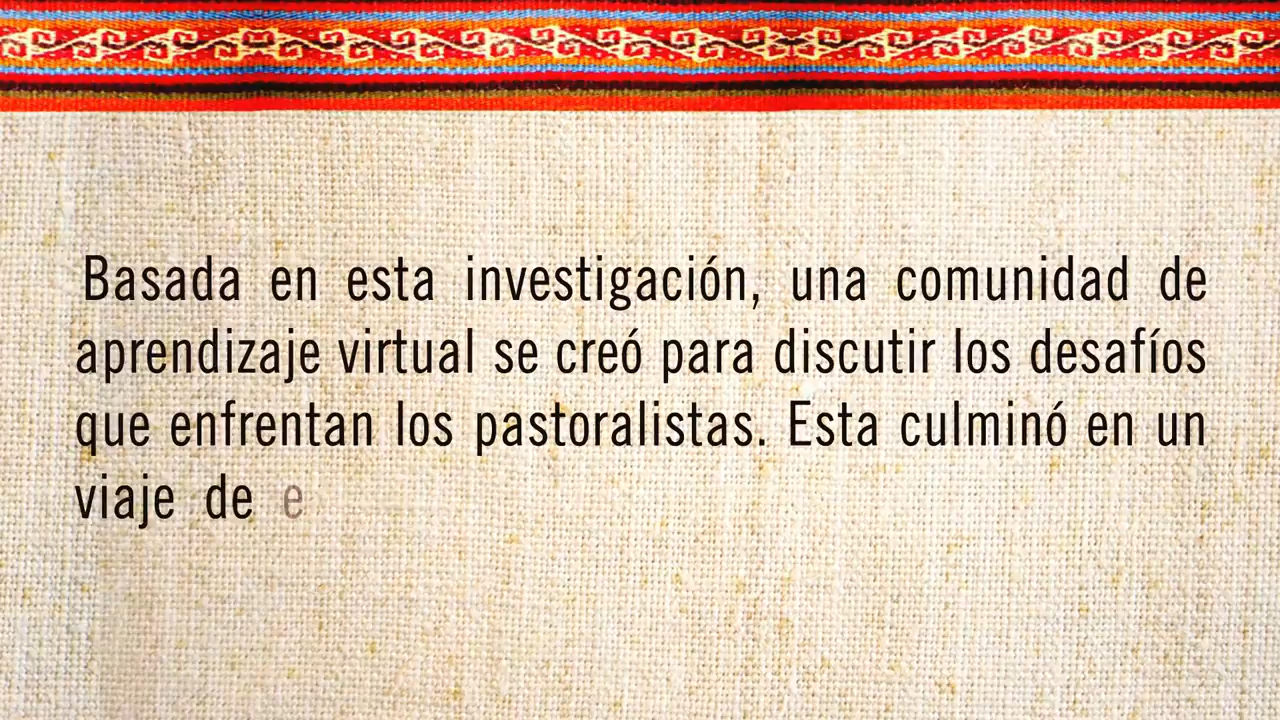 Basada en esta investigación, una comunidad de
aprendizaje virtual se creó para discutir los desafíos
que enfrentan los pastoralistas. Esta culminó en un
viaje de e